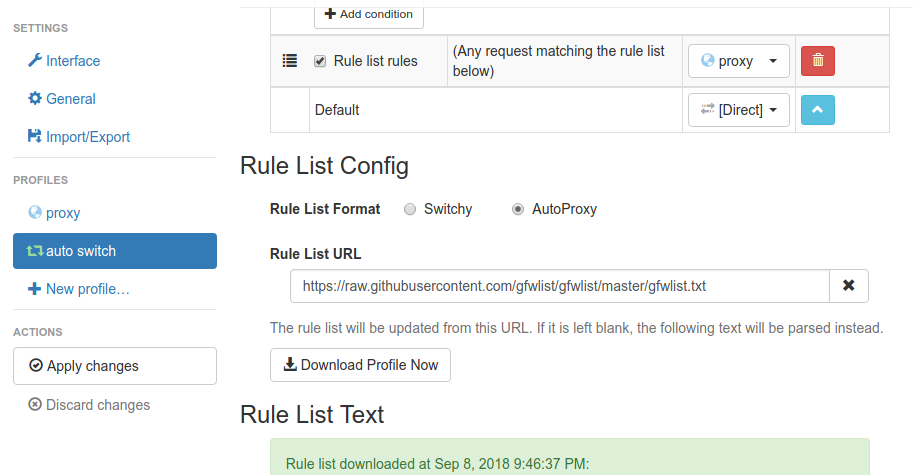 SETTINGS
Interface
General
Import/Export
PROFILES
proxy
auto switch
New profile…
ACTIONS
Apply changes
Discard changes
Add condition
Rule list rules
(Any request matching the rule list
below)
proxy
Default
[Direct]
Rule List Config
Rule List Format
Switchy
AutoProxy
Rule List URL
https://raw.githubusercontent.com/gfwlist/gfwlist/master/gfwlist.txt
The rule list will be updated from this URL. If it is left blank, the following text will be parsed instead.
Download Profile Now
Rule List Text
Rule list downloaded at Sep 8, 2018 9:46:37 PM: